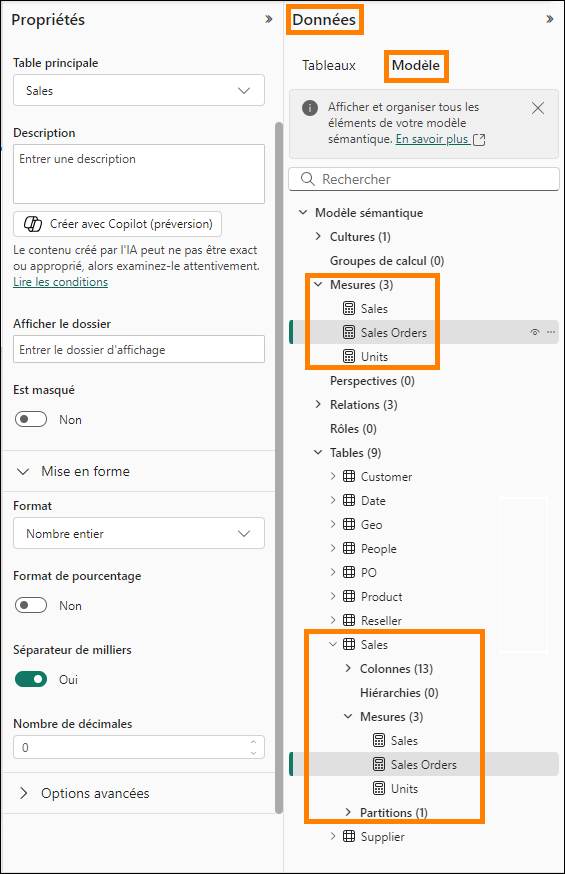 Propriétés
Table principale
Sales
Description
Entrer une description
Créer avec Copilot (préversion)
Le contenu créé par l'IA peut ne pas être exact
ou approprié, alors examinez-le attentivement.
Lire les conditions
Afficher le dossier
Entrer le dossier d'affichage
Est masqué
Non
Mise en forme
Format
Nombre entier
Format de pourcentage
Non
Séparateur de milliers
Oui
Nombre de décimales
0
Options avancées
Données
Tableaux
Modèle
Afficher et organiser tous les
éléments de votre modèle
sémantique. En savoir plus
Rechercher
Modèle sémantique
Cultures (1)
Groupes de calcul (0)
Mesures (3)
Sales
Sales Orders
Units
Perspectives (0)
Relations (3)
Rôles (0)
Tables (9)
Customer
Date
Geo
People
PO
Product
Reseller
Sales
Colonnes (13)
Hiérarchies (0)
Mesures (3)
Sales
Sales Orders
Units
Partitions (1)
Supplier